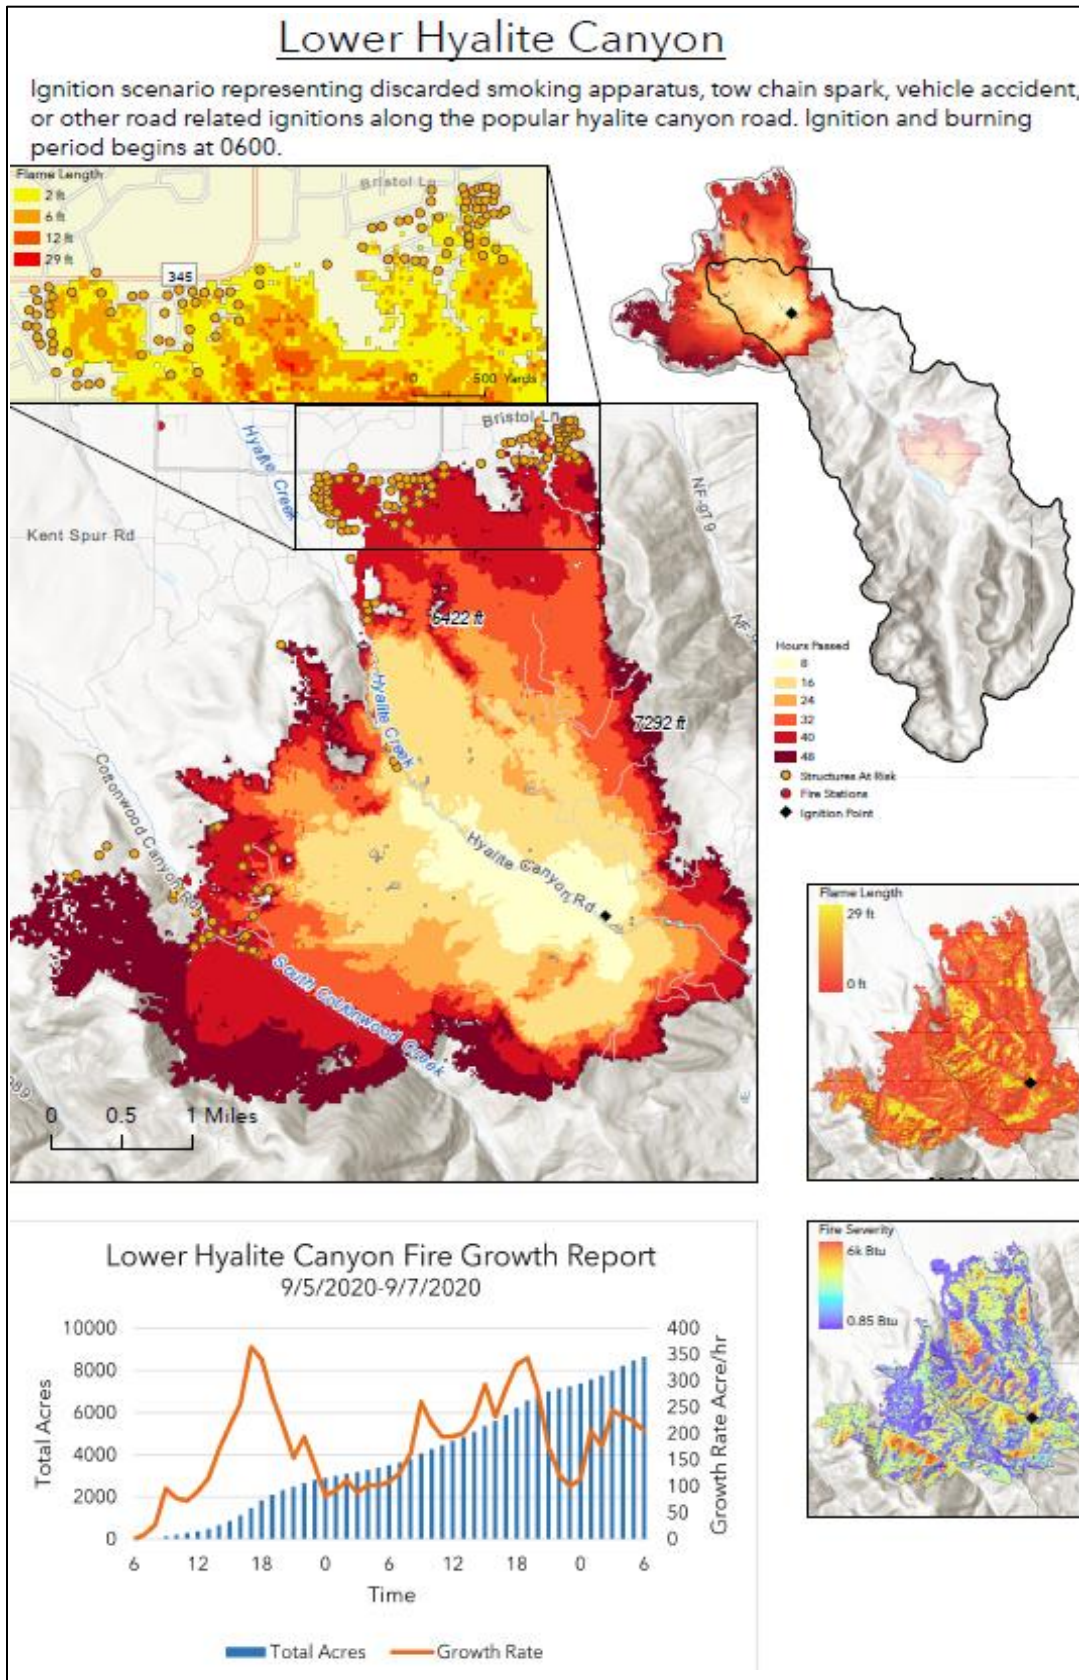 Lower Hyalite Canyon
Ignition scenario representing discarded smoking apparatus, tow chain spark, vehicle accident,
or other road related ignitions along the popular hyalite canyon road. Ignition and burning
period begins at 0600.
Flame Length
2 ft
6 ft
12 ft
29 ft
Bristol Ln
345
0 500 Yards
Bristol Ln
Hyalite Creek
Kent Spur Rd
NF-979
6422 ft
7292 ft
Hyalite Creek
Cottonwood Canyon Rd
Hyalite Canyon Rd
South Cottonwood Creek
0 0.5 1 Miles
Hours Passed
8
16
24
32
40
48
Structures At Risk
Fire Stations
Ignition Point
Flame Length
29 ft
0 ft
Fire Severity
6k Btu
0.85 Btu
Lower Hyalite Canyon Fire Growth Report
9/5/2020-9/7/2020
Total Acres
10000
8000
6000
4000
2000
0
400
350
300
250
200
150
100
50
0
Growth Rate Acre/hr
6 12 18 0 6 12 18 0 6
Time
Total Acres Growth Rate